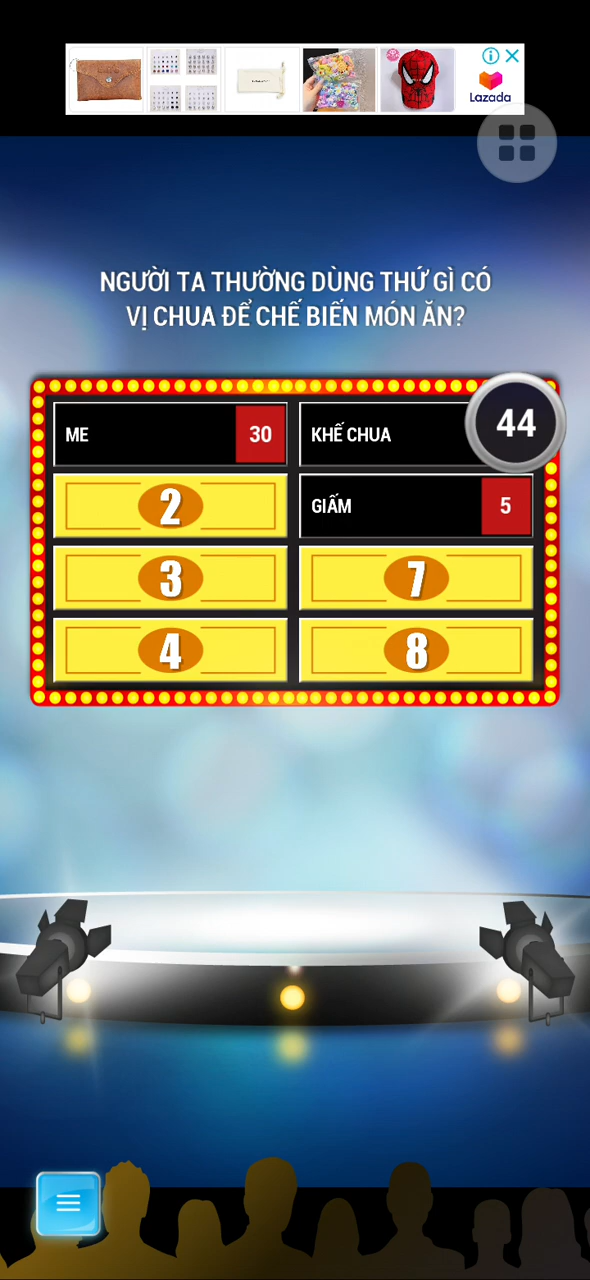 Lazada
NGƯỜI TA THƯỜNG DÙNG THỨ GÌ CÓ
VỊ CHUA ĐỂ CHẾ BIẾN MÓN ĂN?
ME 30
KHẾ CHUA
44
2
GIẤM 5
3
7
4
8